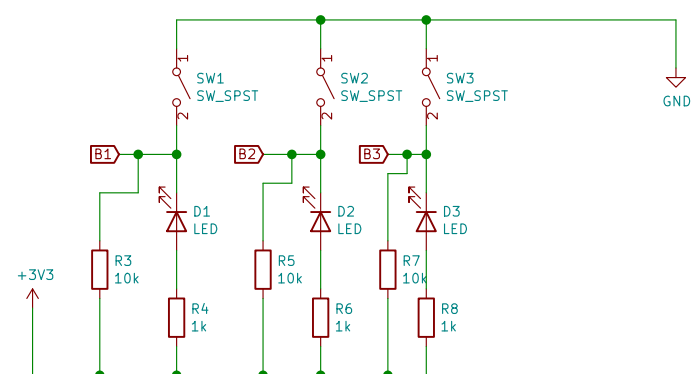 1
1
1
SW1
SW_SPST
SW2
SW_SPST
SW3
SW_SPST
GND
2
2
2
B1
B2
B3
D1
LED
D2
LED
D3
LED
R3
10k
R5
10k
R7
10k
+3V3
R4
1k
R6
1k
R8
1k